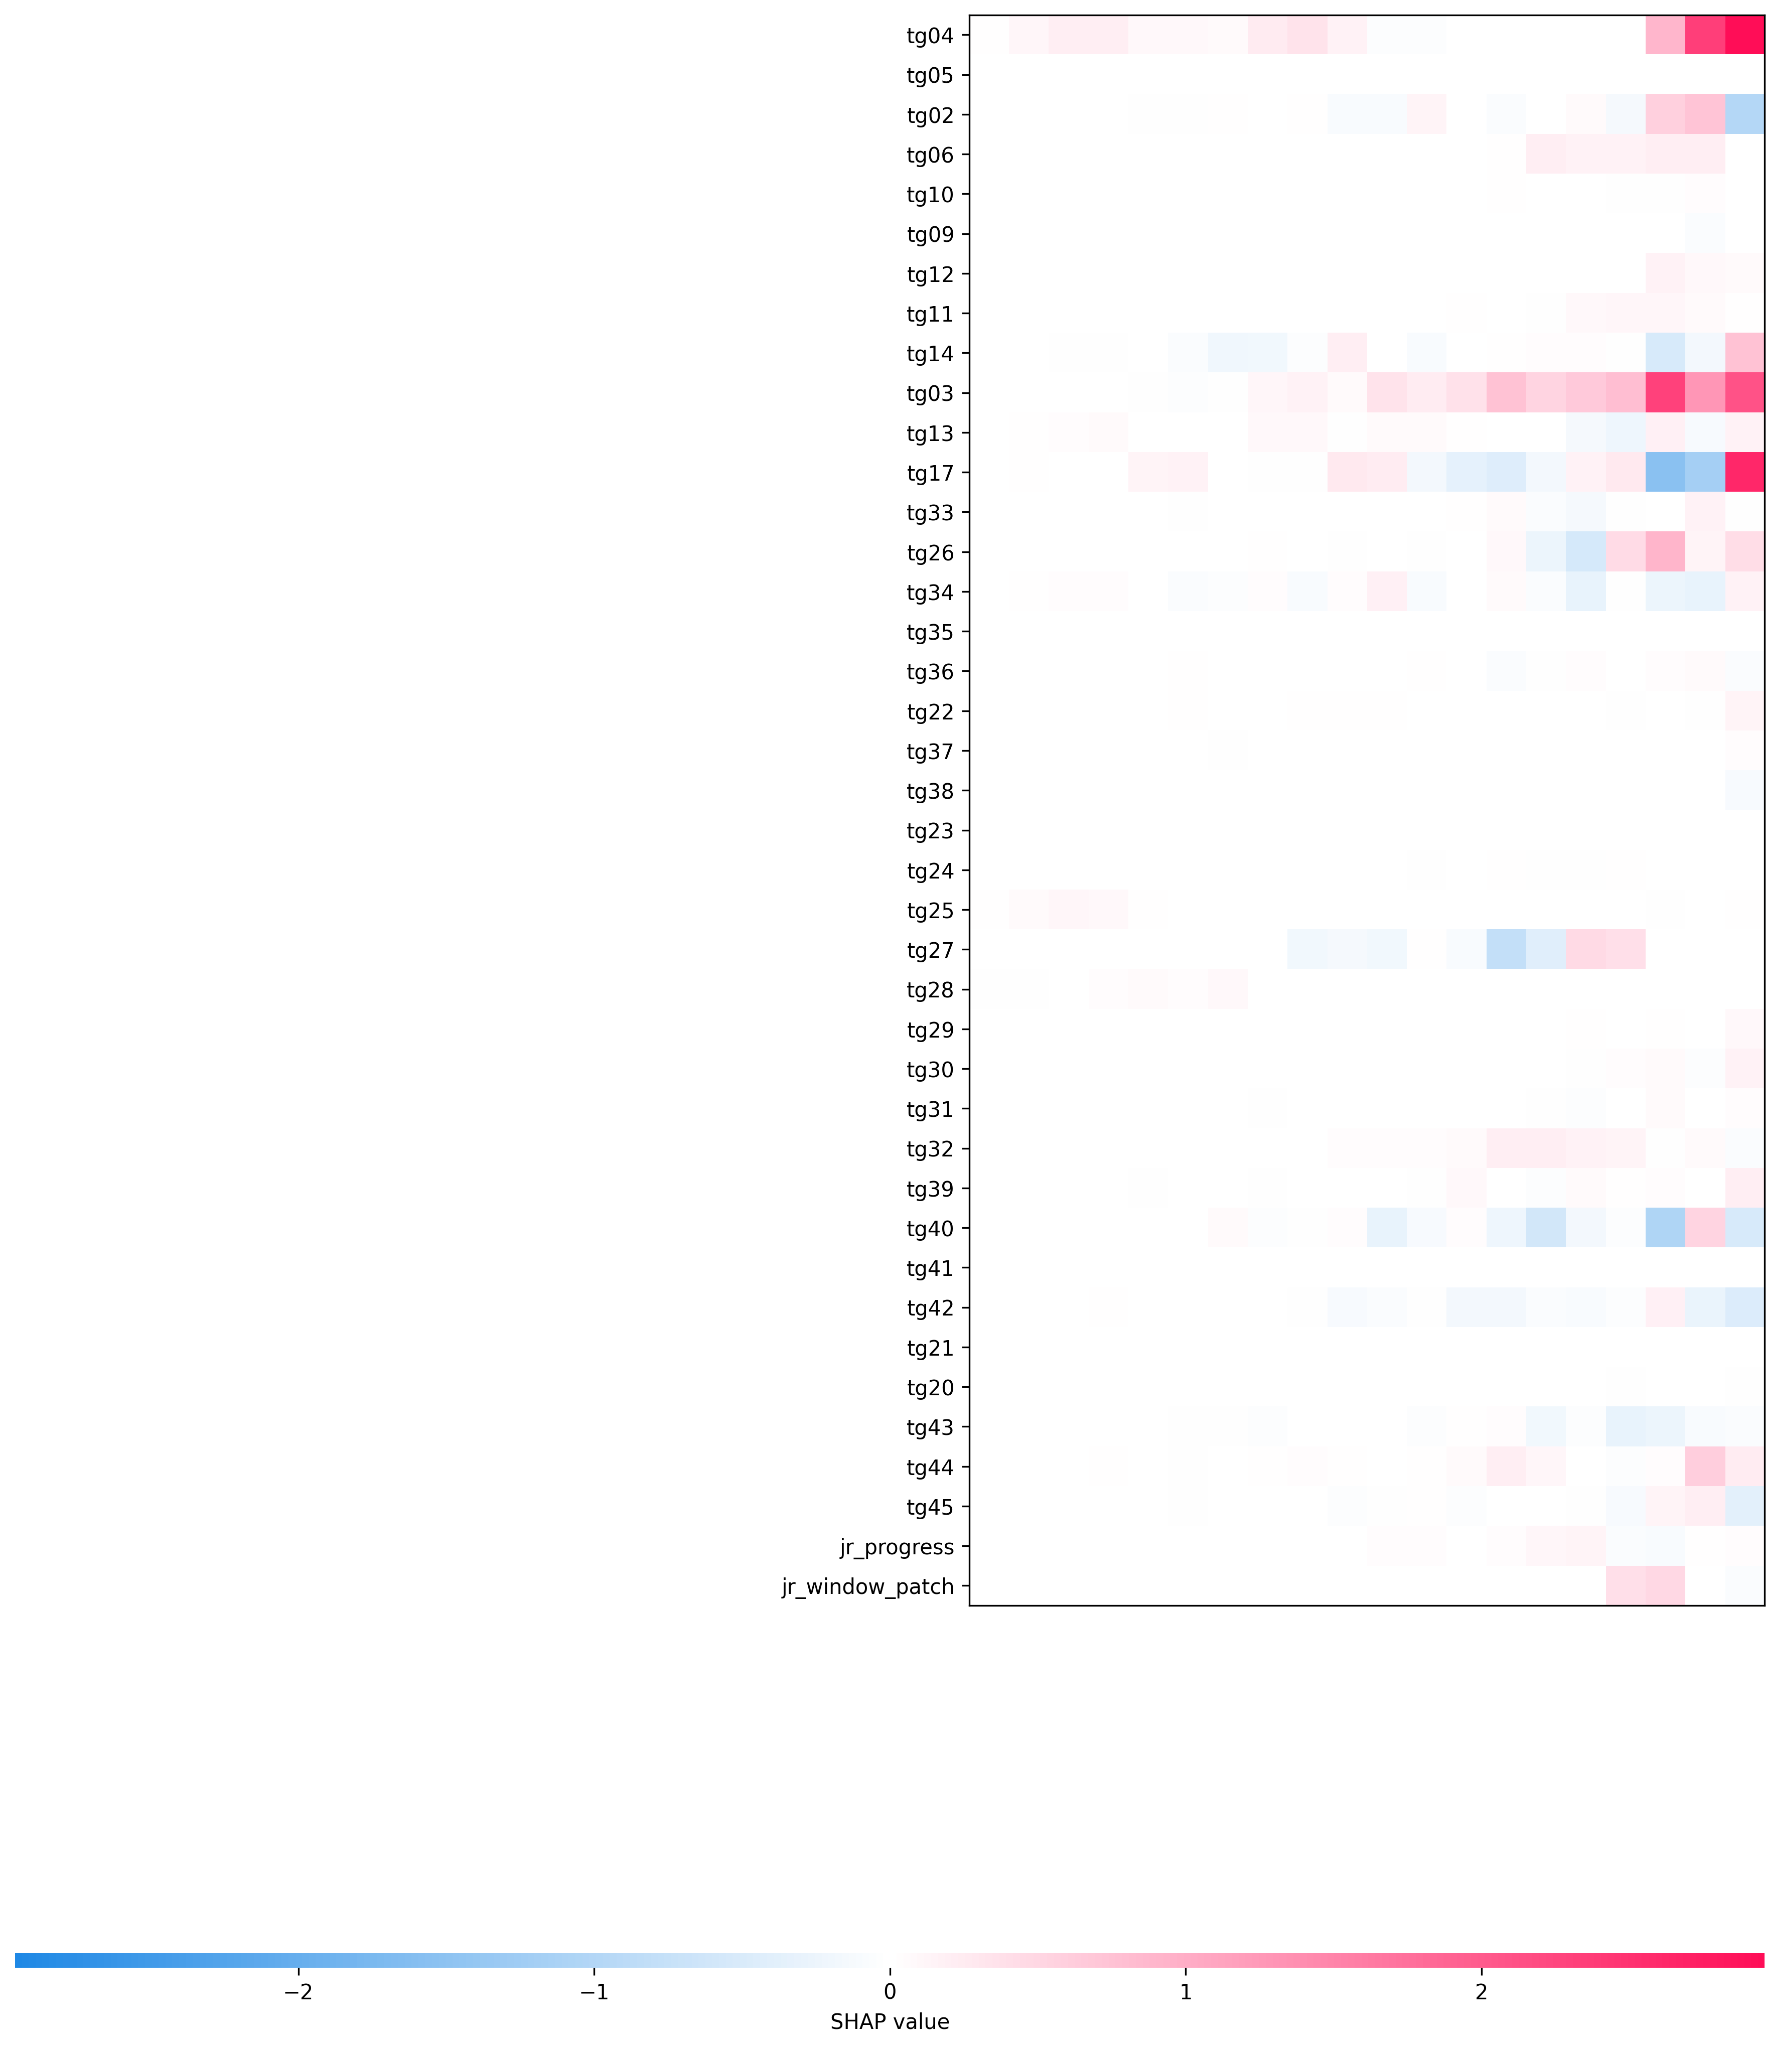 tg04
tg05
tg02
tg06
tg10
tg09
tg12
tg11
tg14
tg03
tg13
tg17
tg33
tg26
tg34
tg35
tg36
tg22
tg37
tg38
tg23
tg24
tg25
tg27
tg28
tg29
tg30
tg31
tg32
tg39
tg40
tg41
tg42
tg21
tg20
tg43
tg44
tg45
jr_progress
jr_window_patch
−2 −1 0 1 2
SHAP value